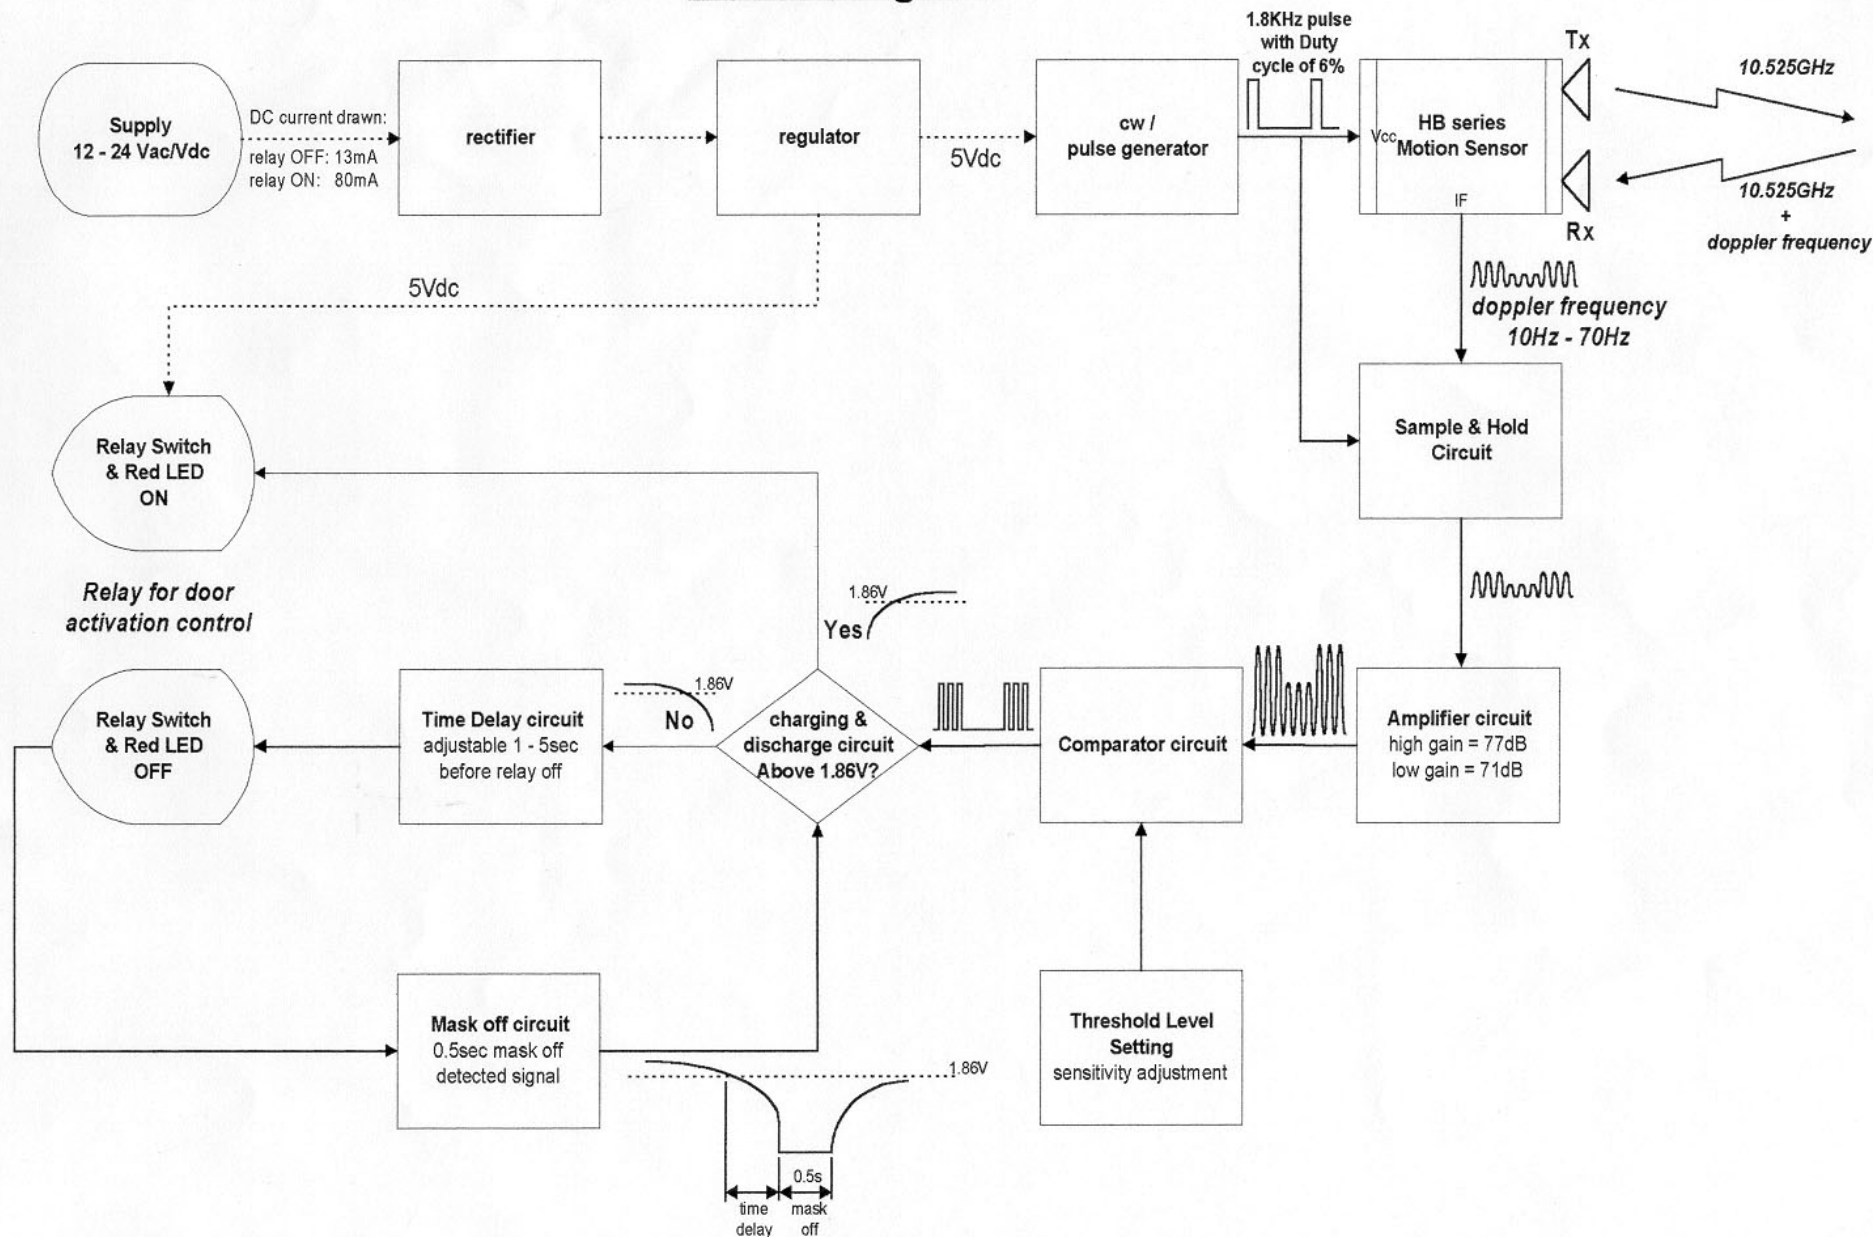 1.8KHz pulse
with Duty
cycle of 6%
Tx
10.525GHz
Supply
12 - 24 Vac/Vdc
DC current drawn:
relay OFF: 13mA
relay ON: 80mA
rectifier
regulator
5Vdc
cw /
pulse generator
Vcc
HB series
Motion Sensor
IF
Rx
10.525GHz
+
doppler frequency
5Vdc
doppler frequency
10Hz - 70Hz
Relay Switch
& Red LED
ON
Sample & Hold
Circuit
Relay for door
activation control
1.86V
Yes
Relay Switch
& Red LED
OFF
Time Delay circuit
adjustable 1 - 5sec
before relay off
1.86V
No
charging &
discharge circuit
Above 1.86V?
Comparator circuit
Amplifier circuit
high gain = 77dB
low gain = 71dB
Mask off circuit
0.5sec mask off
detected signal
1.86V
Threshold Level
Setting
sensitivity adjustment
0.5s
time
delay
mask
off